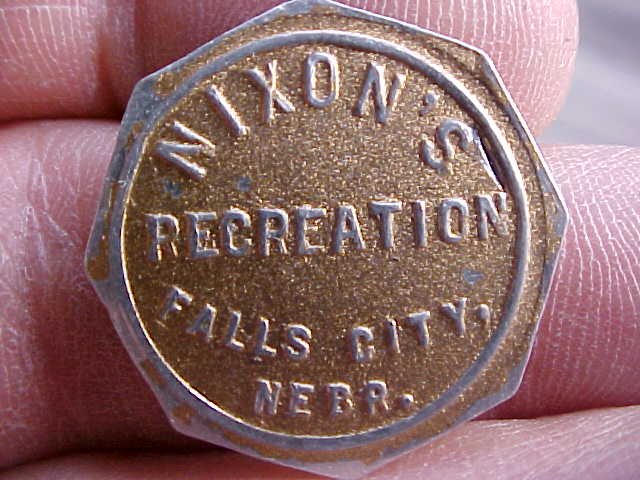 NIXON'S
RECREATION
FALLS CITY,
NEBR.